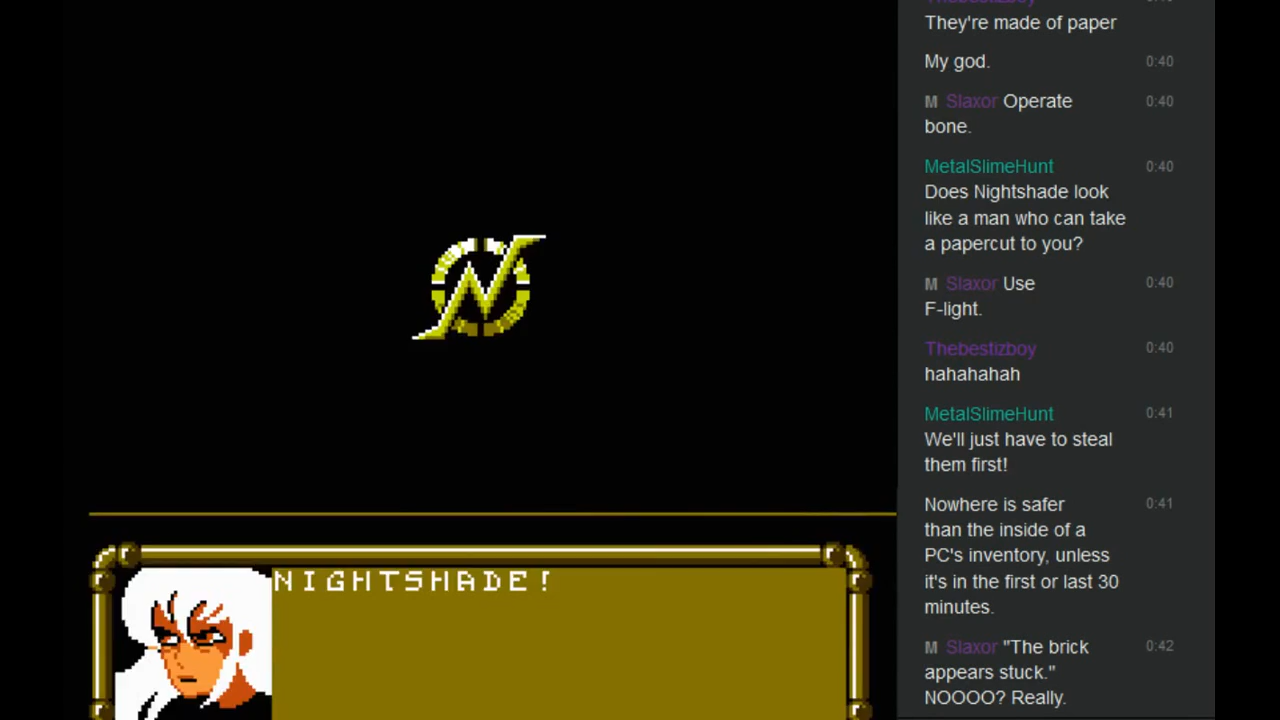 N
NIGHTSHADE!
They're made of paper
My god. 0:40
M Slaxor Operate 0:40
bone.
MetalSlimeHunt 0:40
Does Nightshade look
like a man who can take
a papercut to you?
M Slaxor Use 0:40
F-light.
Thebestizboy 0:40
hahahahah
MetalSlimeHunt 0:41
We'll just have to steal
them first!
Nowhere is safer 0:41
than the inside of a
PC's inventory, unless
it's in the first or last 30
minutes.
M Slaxor "The brick 0:42
appears stuck."
NOOOO? Really.